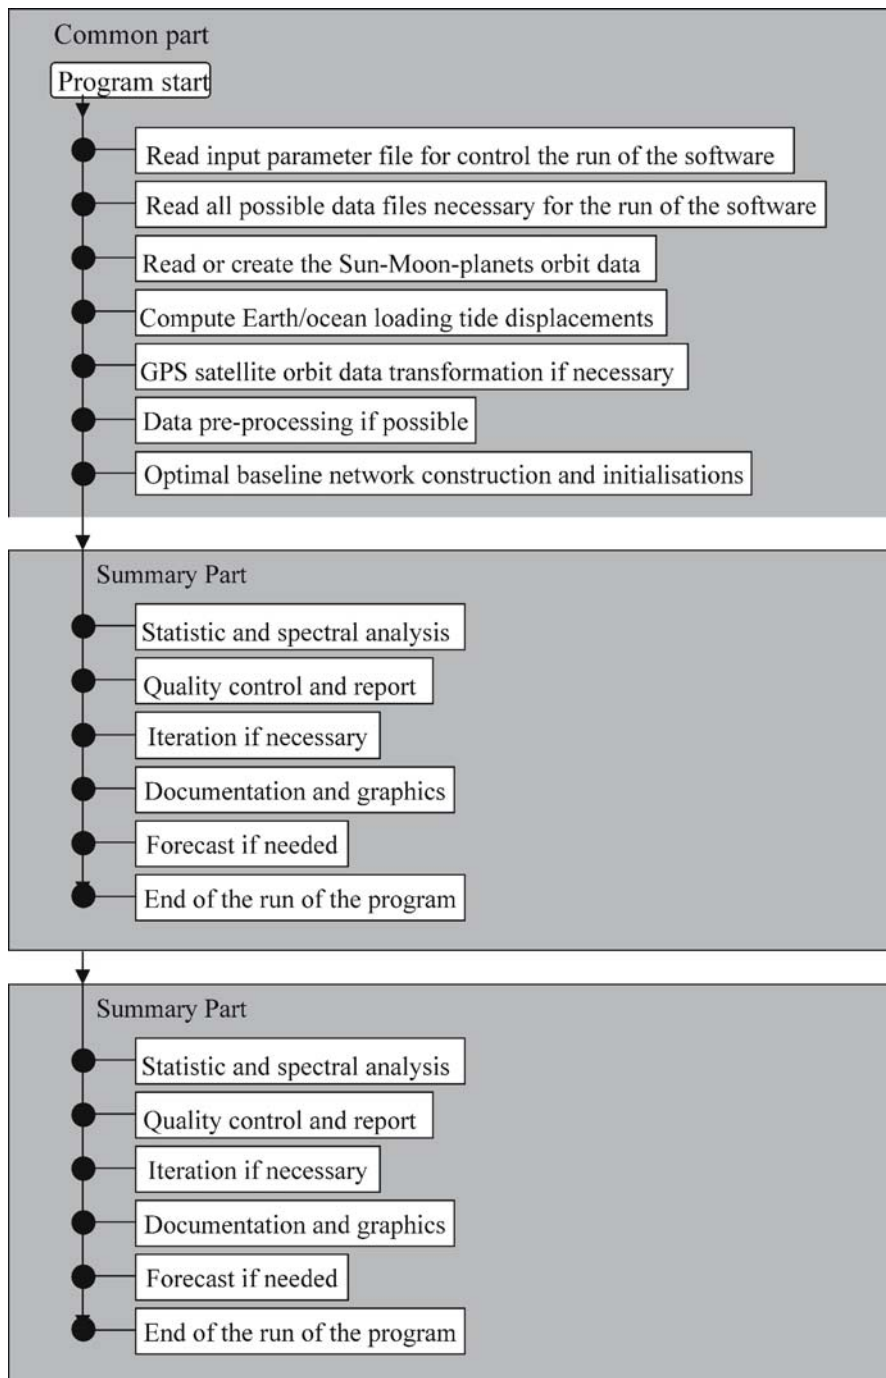 Common part
Program start
Read input parameter file for control the run of the software
Read all possible data files necessary for the run of the software
Read or create the Sun-Moon-planets orbit data
Compute Earth/ocean loading tide displacements
GPS satellite orbit data transformation if necessary
Data pre-processing if possible
Optimal baseline network construction and initialisations
Summary Part
Statistic and spectral analysis
Quality control and report
Iteration if necessary
Documentation and graphics
Forecast if needed
End of the run of the program
Summary Part
Statistic and spectral analysis
Quality control and report
Iteration if necessary
Documentation and graphics
Forecast if needed
End of the run of the program